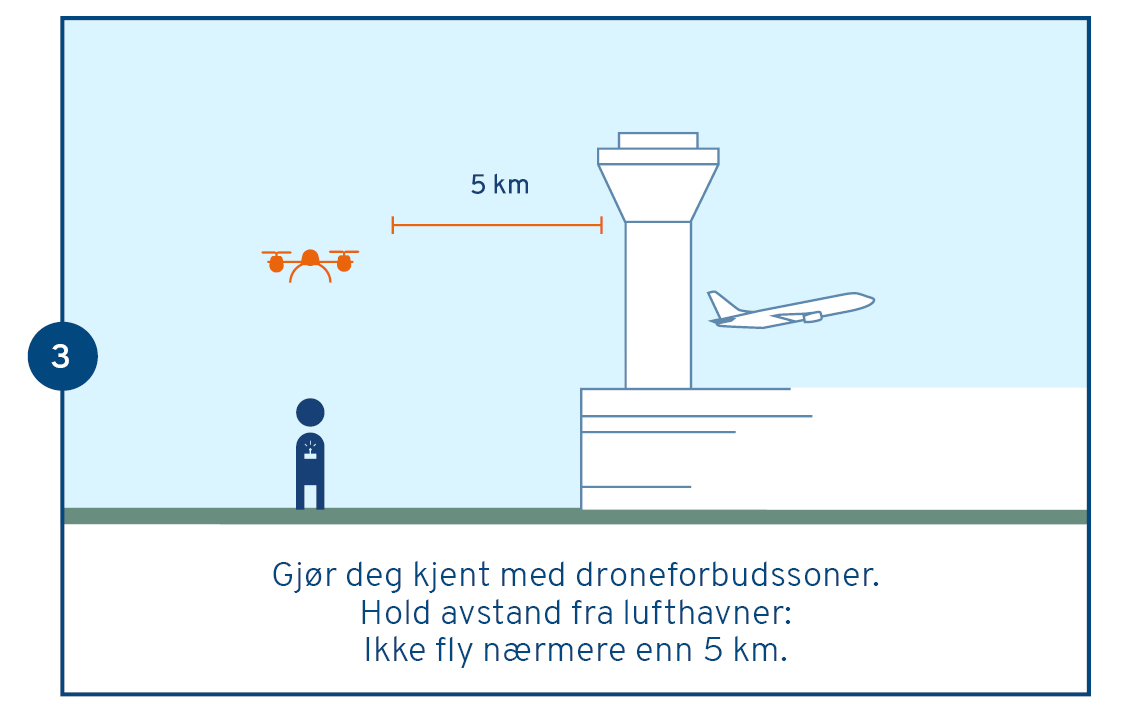 5 km
3
Gjør deg kjent med droneforbudssoner.
Hold avstand fra lufthavner:
Ikke fly nærmere enn 5 km.